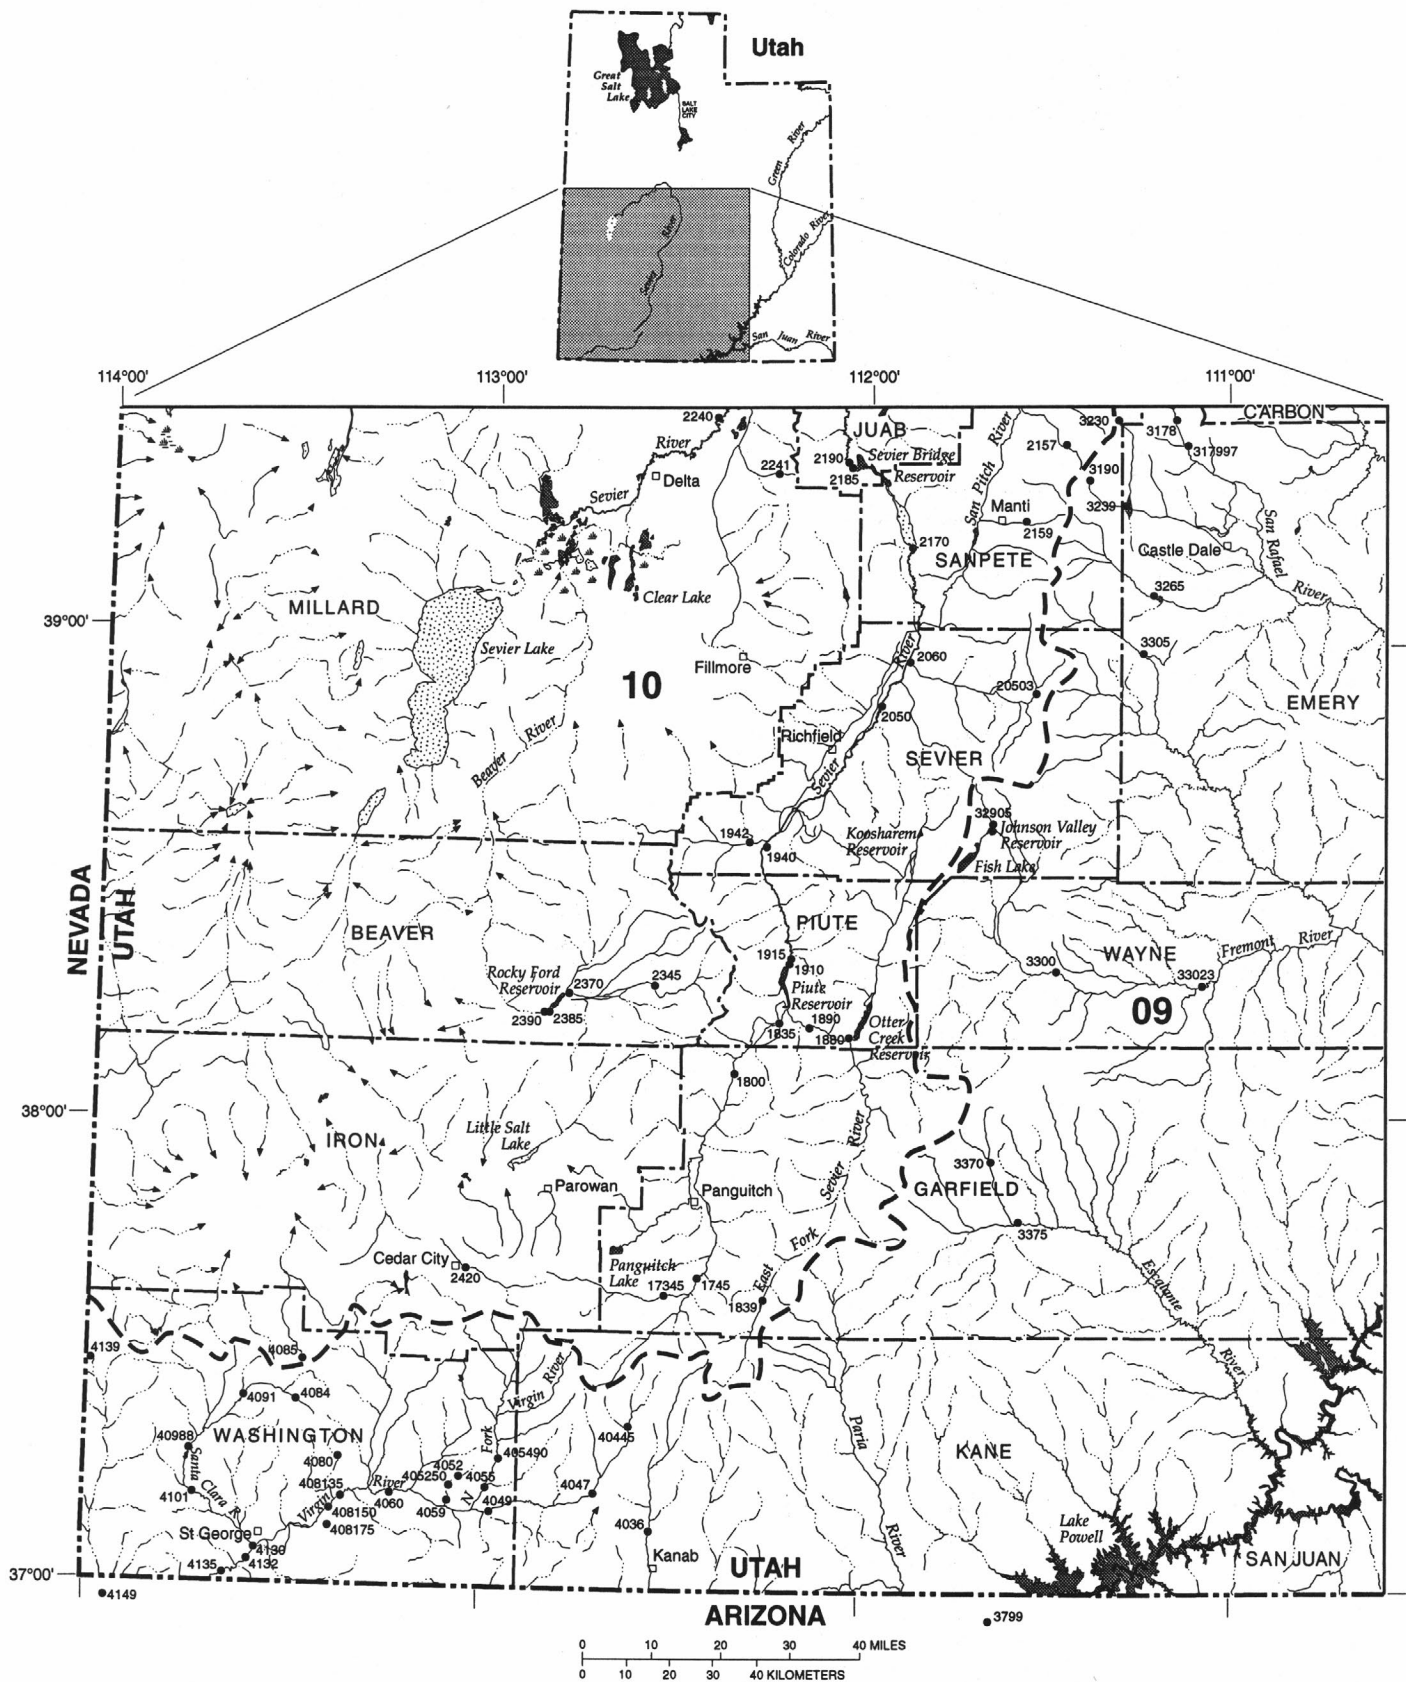 Utah
Great
Salt
Lake
SALT
LAKE
CITY
Green River
Colorado River
Sevier River
San Juan River
114°00'
113°00'
112°00'
111°00'
2240
JUAB
3230
3178
CARBON
River
2190
Sevier Bridge
Reservoir
2157
317997
2241
2185
San Pitch River
3190
Delta
Sevier
Manti
3239
2159
San Rafael River
2170
SANPETE
Castle Dale
MILLARD
Clear Lake
3265
39°00'
Sevier Lake
Fillmore
River
2060
3305
10
20503
EMERY
2050
Beaver River
Richfield
SEVIER
Sevier
32905
1942
1940
Koosharem
Reservoir
Johnson Valley
Reservoir
Fish Lake
NEVADA
UTAH
BEAVER
PIUTE
WAYNE
Fremont River
1915
1910
3300
33023
Rocky Ford
Reservoir
2370
2345
Piute
Reservoir
09
2390
2385
1835
1890
1880
Otter
Creek
Reservoir
1800
38°00'
Little Salt
Lake
IRON
Sevier River
3370
Parowan
Panguitch
GARFIELD
3375
East Fork
Cedar City
2420
Panguitch
Lake
17345
1745
1839
Escalante
River
4139
4085
4091
4084
Virgin River
40988
WASHINGTON
40445
Paria
River
KANE
4080
Fork
405490
4052
405250
4055
Santa Clara R
4101
408135
River
4060
N
4049
4047
4059
Virgin
408150
408175
4036
Lake
Powell
St George
4130
4132
4135
Kanab
UTAH
SAN JUAN
37°00'
4149
ARIZONA
3799
0 10 20 30 40 MILES
0 10 20 30 40 KILOMETERS